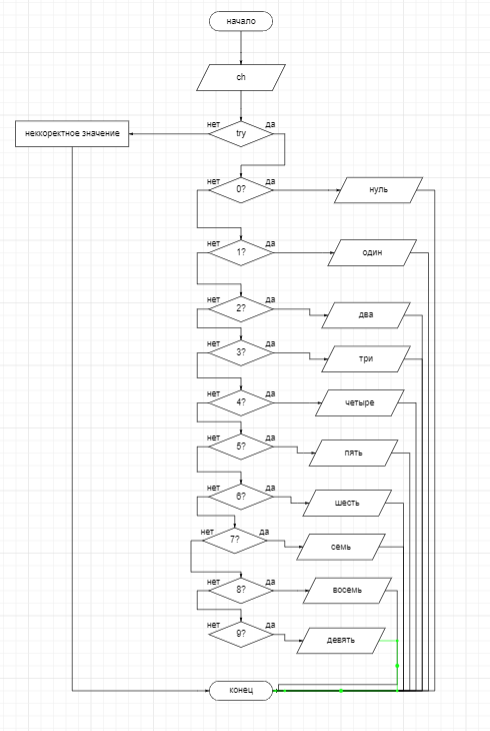 начало
ch
нет
try
да
неккоректное значение
нет
0?
да
нуль
нет
1?
да
один
нет
2?
да
два
нет
3?
да
три
нет
4?
да
четыре
нет
5?
да
пять
нет
6?
да
шесть
нет
7?
да
семь
нет
8?
да
восемь
нет
9?
да
девять
конец